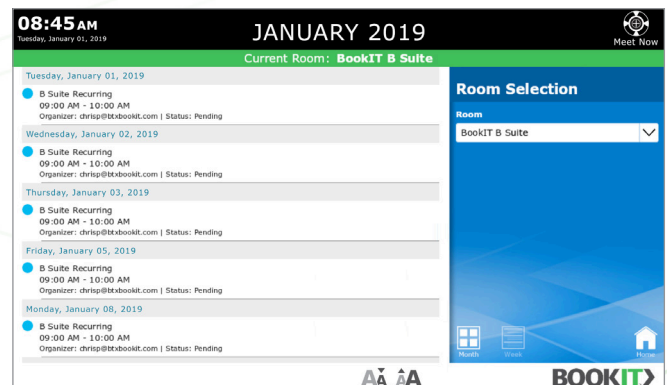 08:45 AM
Tuesday, January 01, 2019
JANUARY 2019
Meet Now
Current Room: BookIT B Suite
Tuesday, January 01, 2019
B Suite Recurring
09:00 AM - 10:00 AM
Organizer: chrisp@btxbookit.com | Status: Pending
Wednesday, January 02, 2019
B Suite Recurring
09:00 AM - 10:00 AM
Organizer: chrisp@btxbookit.com | Status: Pending
Thursday, January 03, 2019
B Suite Recurring
09:00 AM - 10:00 AM
Organizer: chrisp@btxbookit.com | Status: Pending
Friday, January 05, 2019
B Suite Recurring
09:00 AM - 10:00 AM
Organizer: chrisp@btxbookit.com | Status: Pending
Monday, January 08, 2019
B Suite Recurring
09:00 AM - 10:00 AM
Organizer: chrisp@btxbookit.com | Status: Pending
Room Selection
Room
BookIT B Suite
Month
Week
Home
AA AA
BOOKIT